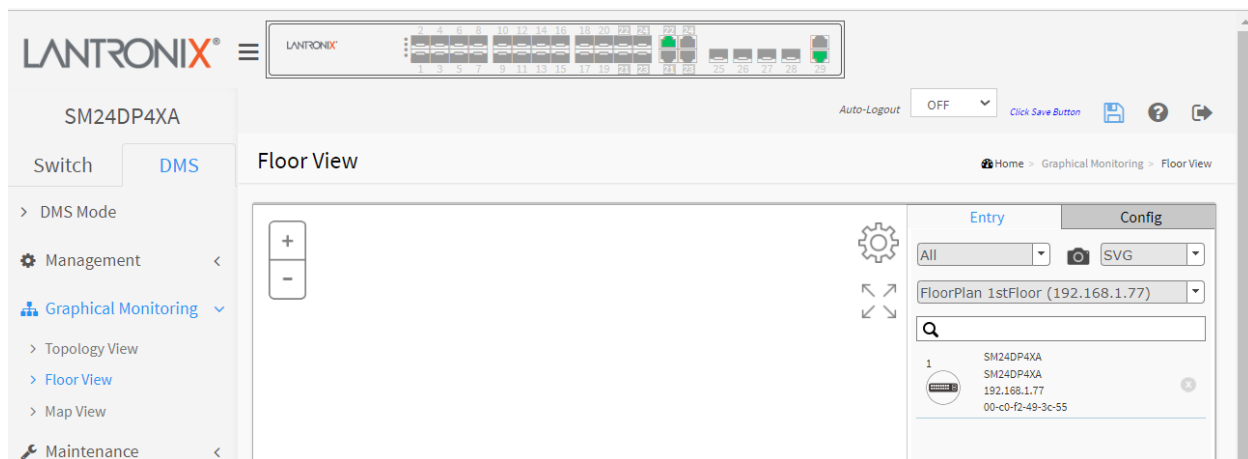 LANTRONIX®
LANTRONIX
2 4 6 8 10 12 14 16 18 20 22 24 22 24
1 3 5 7 9 11 13 15 17 19 21 23 21 23 25 26 27 28 29
SM24DP4XA
Auto-Logout OFF Click Save Button
Switch DMS
Floor View
Home > Graphical Monitoring > Floor View
> DMS Mode
Management
Graphical Monitoring
> Topology View
> Floor View
> Map View
Maintenance
+
-
Entry Config
All SVG
FloorPlan 1stFloor (192.168.1.77)
1
SM24DP4XA
SM24DP4XA
192.168.1.77
00-c0-f2-49-3c-55